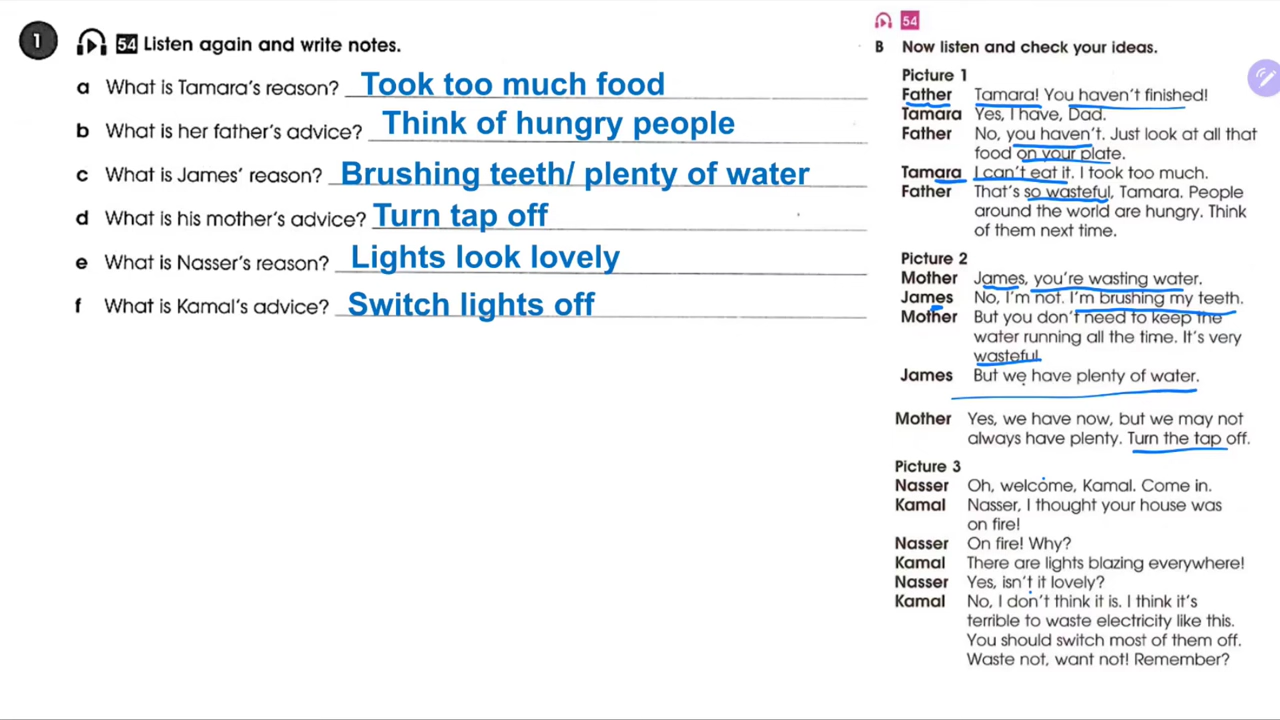 1 54 Listen again and write notes.
a What is Tamara's reason? Took too much food
b What is her father's advice? Think of hungry people
c What is James' reason? Brushing teeth/ plenty of water
d What is his mother's advice? Turn tap off
e What is Nasser's reason? Lights look lovely
f What is Kamal's advice? Switch lights off
54
B Now listen and check your ideas.
Picture 1
Father Tamara! You haven't finished!
Tamara Yes, I have, Dad.
Father No, you haven't. Just look at all that
food on your plate.
Tamara I can't eat it. I took too much.
Father That's so wasteful, Tamara. People
around the world are hungry. Think
of them next time.
Picture 2
Mother James, you're wasting water.
James No, I'm not. I'm brushing my teeth.
Mother But you don't need to keep the
water running all the time. It's very
wasteful.
James But we have plenty of water.
Mother Yes, we have now, but we may not
always have plenty. Turn the tap off.
Picture 3
Nasser Oh, welcome, Kamal. Come in.
Kamal Nasser, I thought your house was
on fire!
Nasser On fire! Why?
Kamal There are lights blazing everywhere!
Nasser Yes, isn't it lovely?
Kamal No, I don't think it is. I think it's
terrible to waste electricity like this.
You should switch most of them off.
Waste not, want not! Remember?